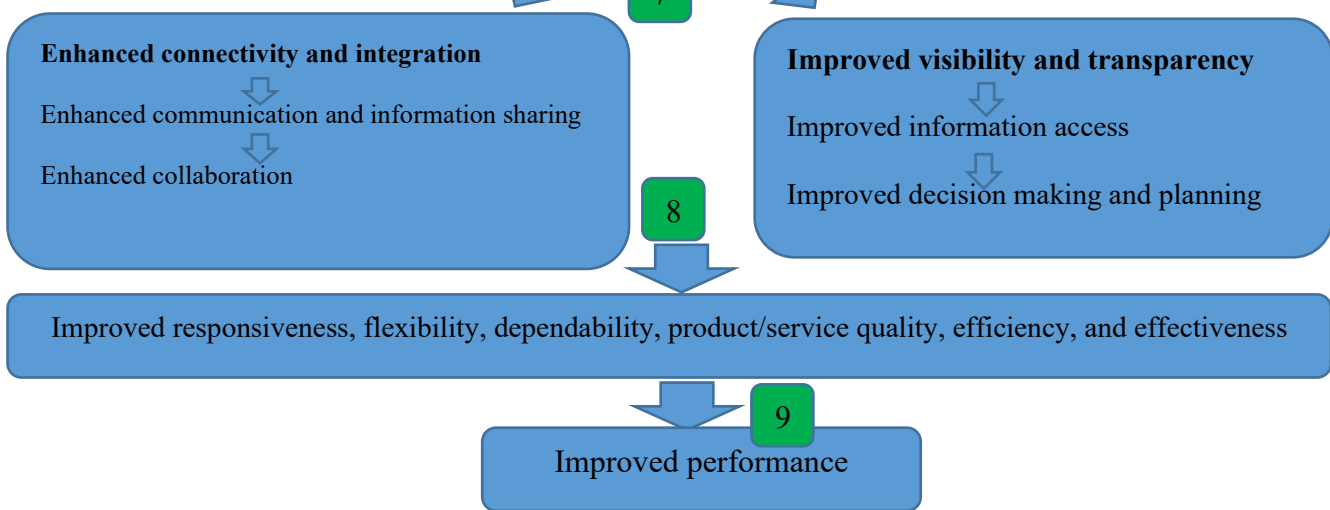 7
Enhanced connectivity and integration
Enhanced communication and information sharing
Enhanced collaboration
Improved visibility and transparency
Improved information access
Improved decision making and planning
8
Improved responsiveness, flexibility, dependability, product/service quality, efficiency, and effectiveness
9
Improved performance